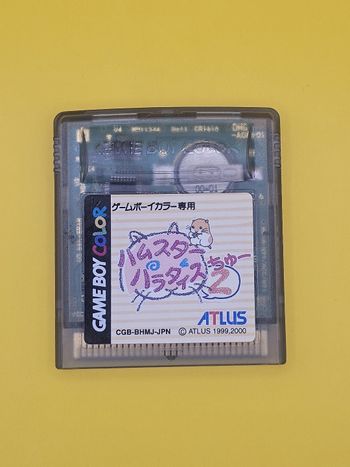 GAME BOY COLOR
ゲームボーイカラー専用
ハムスター
パラダイス
ちゅー
2
ATLUS
CGB-BHMJ-JPN
© ATLUS 1999,2000